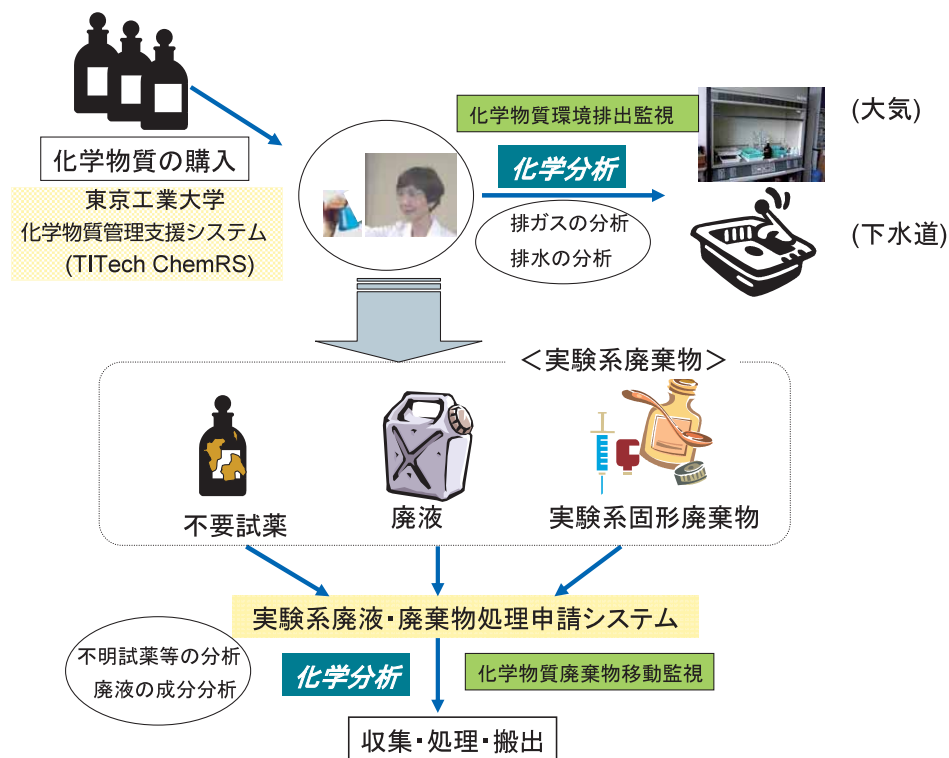 化学物質の購入
東京工業大学
化学物質管理支援システム
(TITech ChemRS)
化学物質環境排出監視
化学分析
排ガスの分析
排水の分析
(大気)
(下水道)
＜実験系廃棄物＞
不要試薬
廃液
実験系固形廃棄物
実験系廃液・廃棄物処理申請システム
不明試薬等の分析
廃液の成分分析
化学分析
化学物質廃棄物移動監視
収集・処理・搬出